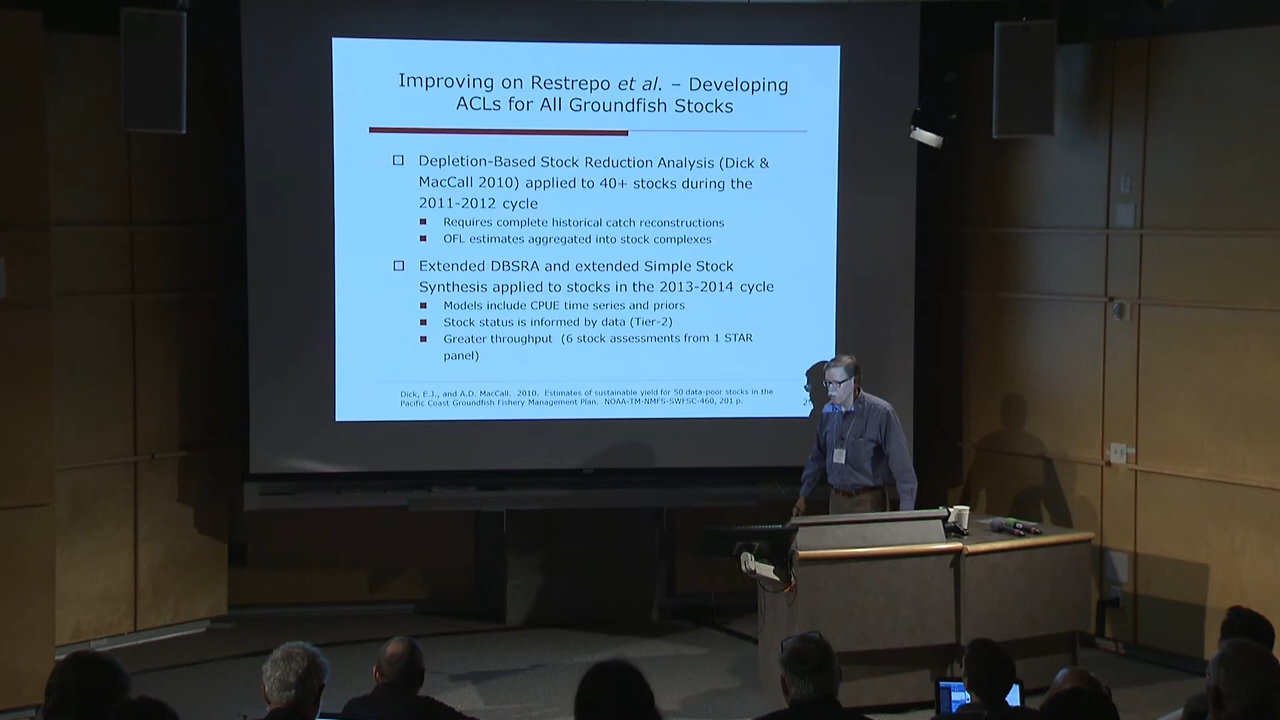 Improving on Restrepo et al. – Developing
ACLs for All Groundfish Stocks
Depletion-Based Stock Reduction Analysis (Dick &
MacCall 2010) applied to 40+ stocks during the
2011-2012 cycle
Requires complete historical catch reconstructions
OFL estimates aggregated into stock complexes
Extended DBSRA and extended Simple Stock
Synthesis applied to stocks in the 2013-2014 cycle
Models include CPUE time series and priors
Stock status is informed by data (Tier-2)
Greater throughput (6 stock assessments from 1 STAR
panel)
Dick, E.J., and A.D. MacCall. 2010. Estimates of sustainable yield for 50 data-poor stocks in the
Pacific Coast Groundfish Fishery Management Plan. NOAA-TM-NMFS-SWFSC-460, 201 p.